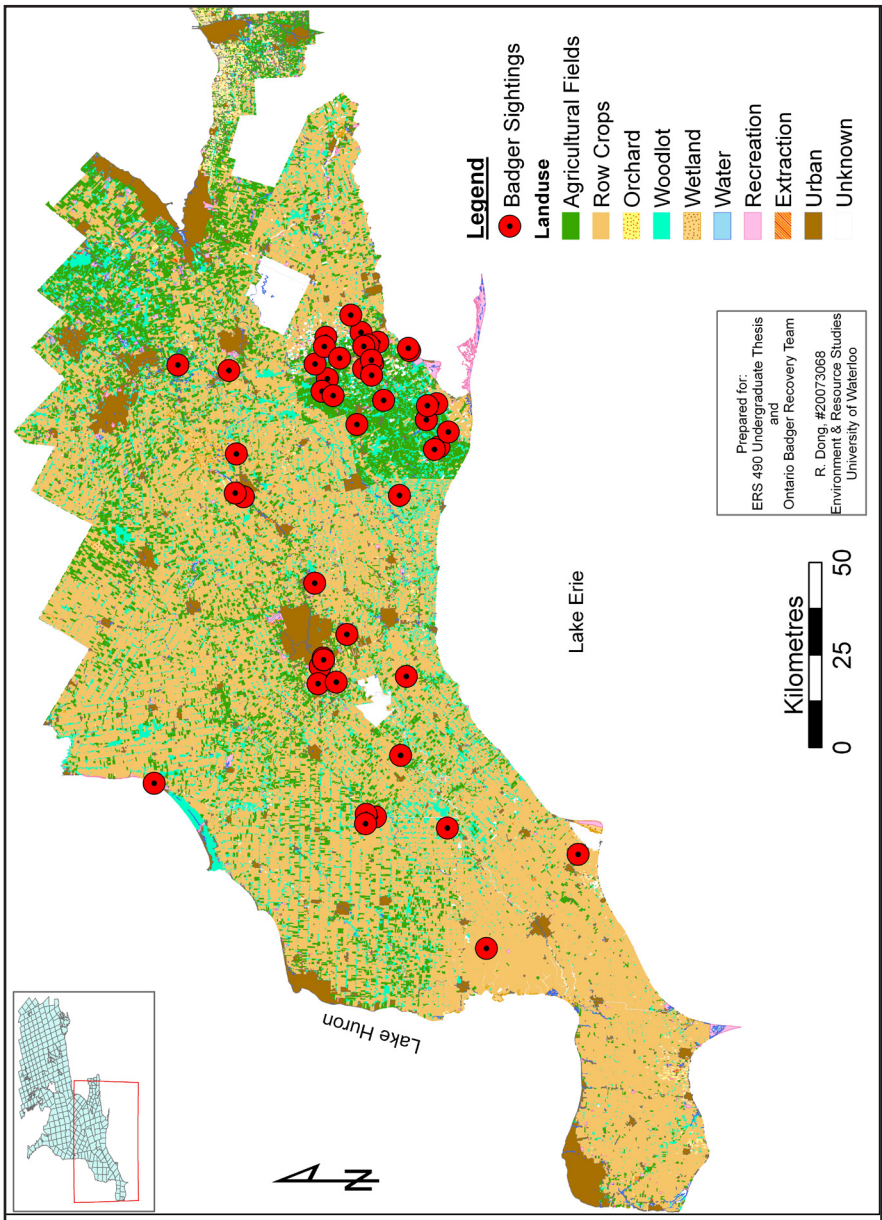 Legend
Badger Sightings
Landuse
Agricultural Fields
Row Crops
Orchard
Woodlot
Wetland
Water
Recreation
Extraction
Urban
Unknown
Prepared for:
ERS 490 Undergraduate Thesis
and
Ontario Badger Recovery Team
R. Dong, #20073068
Environment & Resource Studies
University of Waterloo
Lake Erie
Kilometres
0 25 50
Lake Huron
N